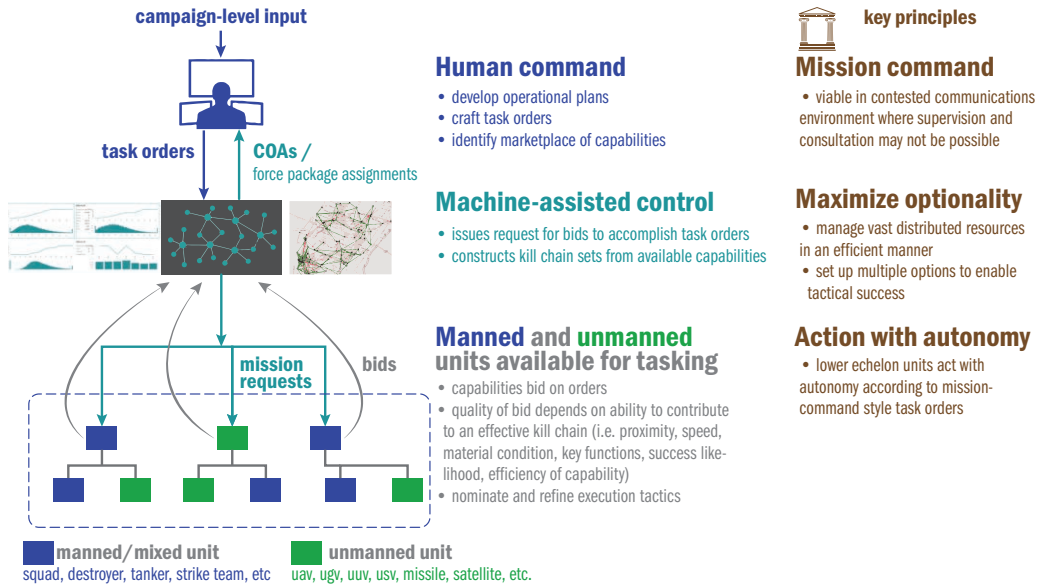 campaign-level input
task orders
COAs /
force package assignments
mission
requests
bids
manned/mixed unit
squad, destroyer, tanker, strike team, etc
unmanned unit
uav, ugv, uuv, usv, missile, satellite, etc.
Human command
• develop operational plans
• craft task orders
• identify marketplace of capabilities
Machine-assisted control
• issues request for bids to accomplish task orders
• constructs kill chain sets from available capabilities
Manned and unmanned
units available for tasking
• capabilities bid on orders
• quality of bid depends on ability to contribute
to an effective kill chain (i.e. proximity, speed,
material condition, key functions, success like-
lihood, efficiency of capability)
• nominate and refine execution tactics
key principles
Mission command
• viable in contested communications
environment where supervision and
consultation may not be possible
Maximize optionality
• manage vast distributed resources
in an efficient manner
• set up multiple options to enable
tactical success
Action with autonomy
• lower echelon units act with
autonomy according to mission-
command style task orders